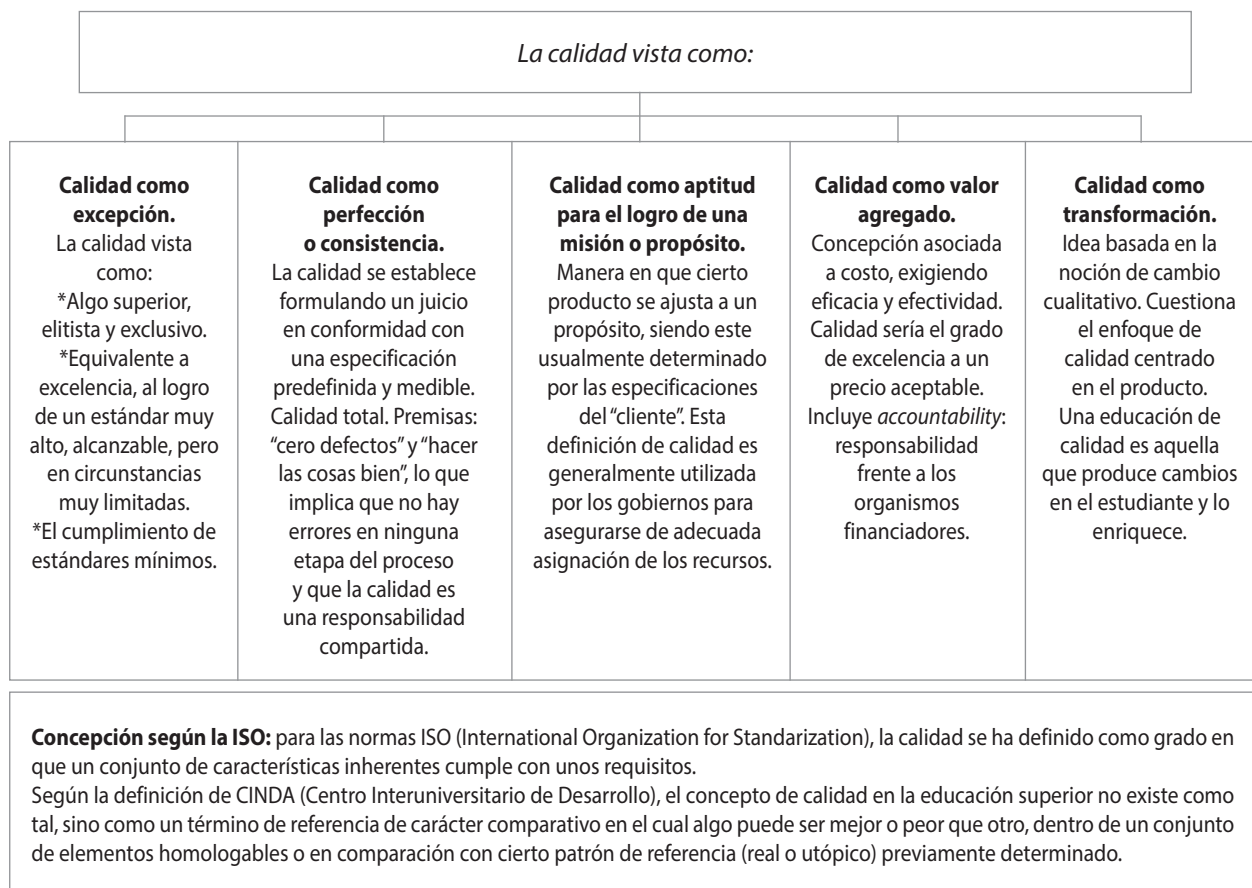 La calidad vista como:
Calidad como
excepción.
La calidad vista
como:
*Algo superior,
elitista y exclusivo.
*Equivalente a
excelencia, al logro
de un estándar muy
alto, alcanzable, pero
en circunstancias
muy limitadas.
*El cumplimiento de
estándares mínimos.
Calidad como
perfección
o consistencia.
La calidad se establece
formulando un juicio
en conformidad con
una especificación
predefinida y medible.
Calidad total. Premisas:
“cero defectos” y “hacer
las cosas bien”, lo que
implica que no hay
errores en ninguna
etapa del proceso
y que la calidad es
una responsabilidad
compartida.
Calidad como aptitud
para el logro de una
misión o propósito.
Manera en que cierto
producto se ajusta a un
propósito, siendo este
usualmente determinado
por las especificaciones
del “cliente”. Esta
definición de calidad es
generalmente utilizada
por los gobiernos para
asegurarse de adecuada
asignación de los recursos.
Calidad como valor
agregado.
Concepción asociada
a costo, exigiendo
eficacia y efectividad.
Calidad sería el grado
de excelencia a un
precio aceptable.
Incluye accountability:
responsabilidad
frente a los
organismos
financiadores.
Calidad como
transformación.
Idea basada en la
noción de cambio
cualitativo. Cuestiona
el enfoque de
calidad centrado
en el producto.
Una educación de
calidad es aquella
que produce cambios
en el estudiante y lo
enriquece.
Concepción según la ISO: para las normas ISO (International Organization for Standarization), la calidad se ha definido como grado en
que un conjunto de características inherentes cumple con unos requisitos.
Según la definición de CINDA (Centro Interuniversitario de Desarrollo), el concepto de calidad en la educación superior no existe como
tal, sino como un término de referencia de carácter comparativo en el cual algo puede ser mejor o peor que otro, dentro de un conjunto
de elementos homologables o en comparación con cierto patrón de referencia (real o utópico) previamente determinado.